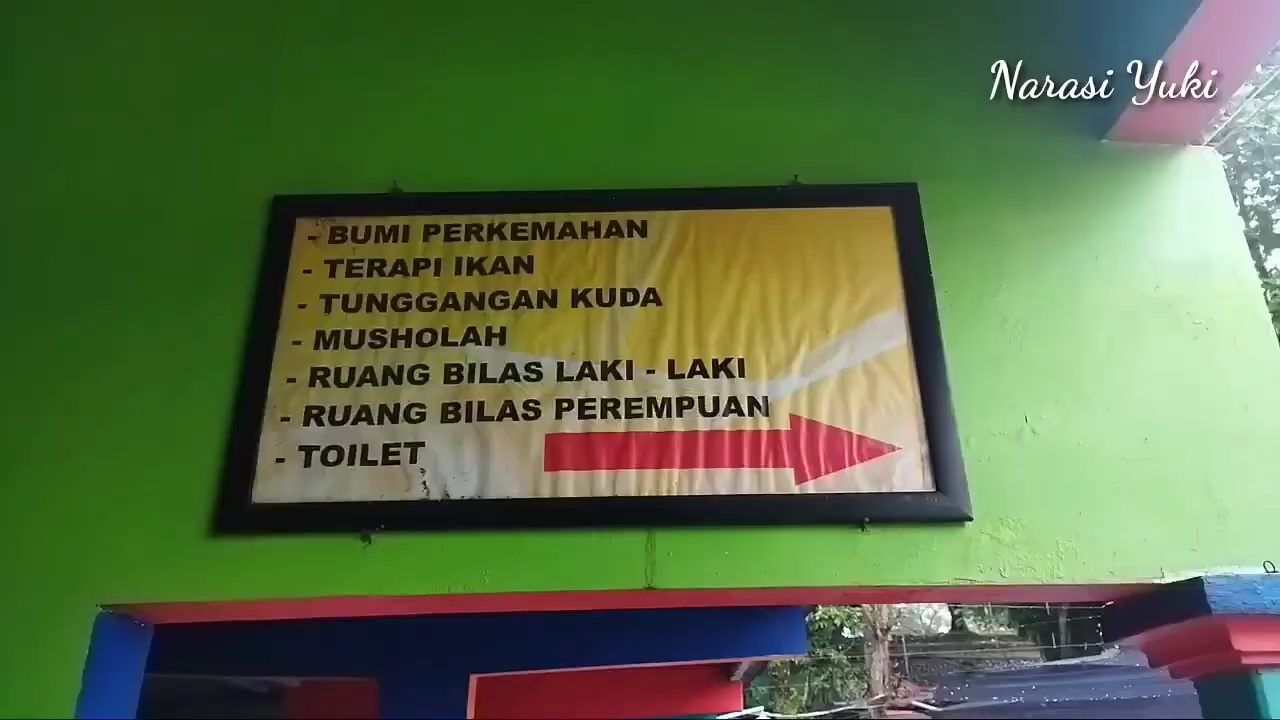 Narasi Yuki
- BUMI PERKEMAHAN
- TERAPI IKAN
- TUNGGANGAN KUDA
- MUSHOLAH
- RUANG BILAS LAKI - LAKI
- RUANG BILAS PEREMPUAN
- TOILET